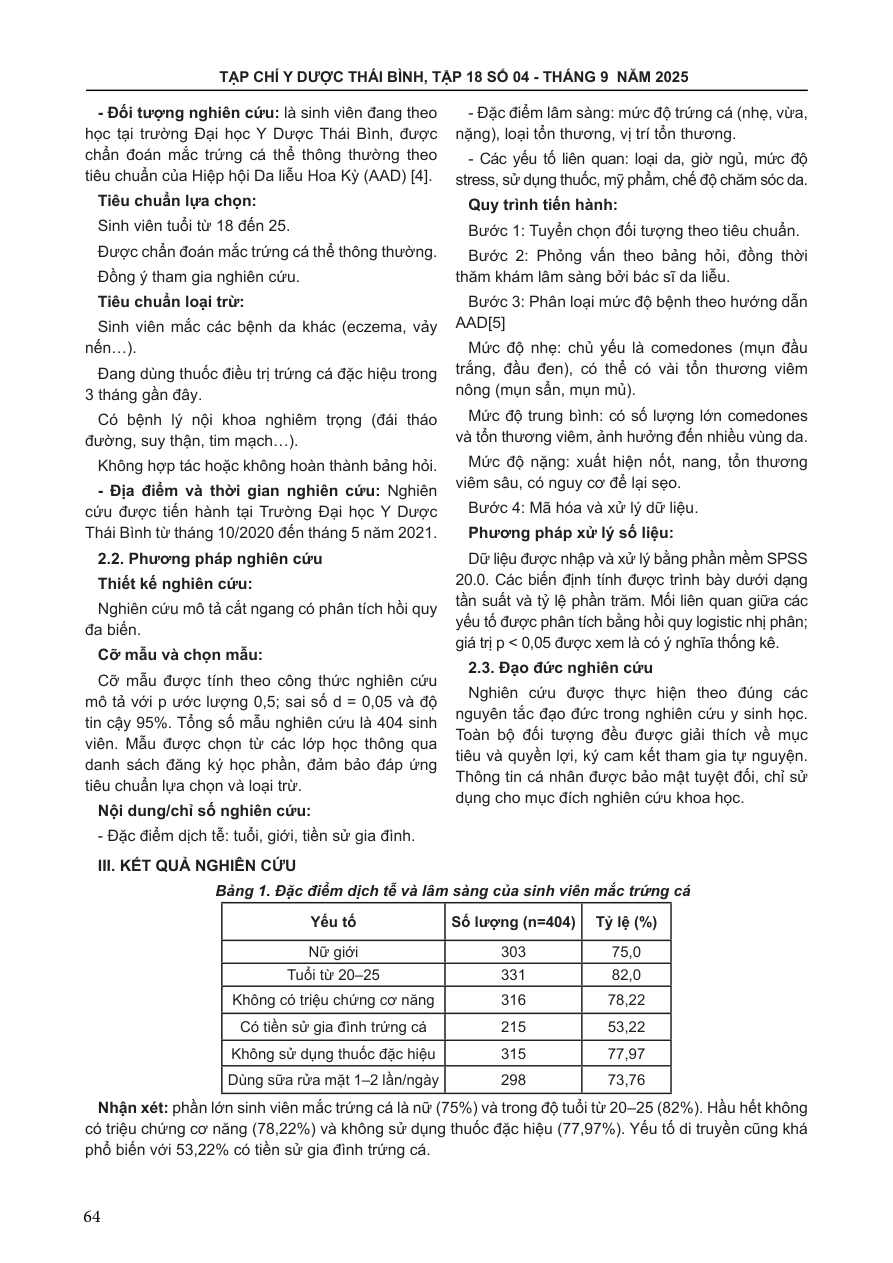 TẠP CHÍ Y DƯỢC THÁI BÌNH, TẬP 18 SỐ 04 - THÁNG 9 NĂM 2025
- Đối tượng nghiên cứu: là sinh viên đang theo
học tại trường Đại học Y Dược Thái Bình, được
chẩn đoán mắc trứng cá thể thông thường theo
tiêu chuẩn của Hiệp hội Da liễu Hoa Kỳ (AAD) [4].
Tiêu chuẩn lựa chọn:
Sinh viên tuổi từ 18 đến 25.
Được chẩn đoán mắc trứng cá thể thông thường.
Đồng ý tham gia nghiên cứu.
Tiêu chuẩn loại trừ:
Sinh viên mắc các bệnh da khác (eczema, vảy
nến…).
Đang dùng thuốc điều trị trứng cá đặc hiệu trong
3 tháng gần đây.
Có bệnh lý nội khoa nghiêm trọng (đái tháo
đường, suy thận, tim mạch…).
Không hợp tác hoặc không hoàn thành bảng hỏi.
- Địa điểm và thời gian nghiên cứu: Nghiên
cứu được tiến hành tại Trường Đại học Y Dược
Thái Bình từ tháng 10/2020 đến tháng 5 năm 2021.
2.2. Phương pháp nghiên cứu
Thiết kế nghiên cứu:
Nghiên cứu mô tả cắt ngang có phân tích hồi quy
đa biến.
Cỡ mẫu và chọn mẫu:
Cỡ mẫu được tính theo công thức nghiên cứu
mô tả với p ước lượng 0,5; sai số d = 0,05 và độ
tin cậy 95%. Tổng số mẫu nghiên cứu là 404 sinh
viên. Mẫu được chọn từ các lớp học thông qua
danh sách đăng ký học phần, đảm bảo đáp ứng
tiêu chuẩn lựa chọn và loại trừ.
Nội dung/chỉ số nghiên cứu:
- Đặc điểm dịch tễ: tuổi, giới, tiền sử gia đình.
- Đặc điểm lâm sàng: mức độ trứng cá (nhẹ, vừa,
nặng), loại tổn thương, vị trí tổn thương.
- Các yếu tố liên quan: loại da, giờ ngủ, mức độ
stress, sử dụng thuốc, mỹ phẩm, chế độ chăm sóc da.
Quy trình tiến hành:
Bước 1: Tuyển chọn đối tượng theo tiêu chuẩn.
Bước 2: Phỏng vấn theo bảng hỏi, đồng thời
thăm khám lâm sàng bởi bác sĩ da liễu.
Bước 3: Phân loại mức độ bệnh theo hướng dẫn
AAD[5]
Mức độ nhẹ: chủ yếu là comedones (mụn đầu
trắng, đầu đen), có thể có vài tổn thương viêm
nông (mụn sẩn, mụn mủ).
Mức độ trung bình: có số lượng lớn comedones
và tổn thương viêm, ảnh hưởng đến nhiều vùng da.
Mức độ nặng: xuất hiện nốt, nang, tổn thương
viêm sâu, có nguy cơ để lại sẹo.
Bước 4: Mã hóa và xử lý dữ liệu.
Phương pháp xử lý số liệu:
Dữ liệu được nhập và xử lý bằng phần mềm SPSS
20.0. Các biến định tính được trình bày dưới dạng
tần suất và tỷ lệ phần trăm. Mối liên quan giữa các
yếu tố được phân tích bằng hồi quy logistic nhị phân;
giá trị p < 0,05 được xem là có ý nghĩa thống kê.
2.3. Đạo đức nghiên cứu
Nghiên cứu được thực hiện theo đúng các
nguyên tắc đạo đức trong nghiên cứu y sinh học.
Toàn bộ đối tượng đều được giải thích về mục
tiêu và quyền lợi, ký cam kết tham gia tự nguyện.
Thông tin cá nhân được bảo mật tuyệt đối, chỉ sử
dụng cho mục đích nghiên cứu khoa học.
III. KẾT QUẢ NGHIÊN CỨU
Bảng 1. Đặc điểm dịch tễ và lâm sàng của sinh viên mắc trứng cá
Yếu tố Số lượng (n=404) Tỷ lệ (%)
Nữ giới 303 75,0
Tuổi từ 20–25 331 82,0
Không có triệu chứng cơ năng 316 78,22
Có tiền sử gia đình trứng cá 215 53,22
Không sử dụng thuốc đặc hiệu 315 77,97
Dùng sữa rửa mặt 1–2 lần/ngày 298 73,76
Nhận xét: phần lớn sinh viên mắc trứng cá là nữ (75%) và trong độ tuổi từ 20–25 (82%). Hầu hết không
có triệu chứng cơ năng (78,22%) và không sử dụng thuốc đặc hiệu (77,97%). Yếu tố di truyền cũng khá
phổ biến với 53,22% có tiền sử gia đình trứng cá.
64